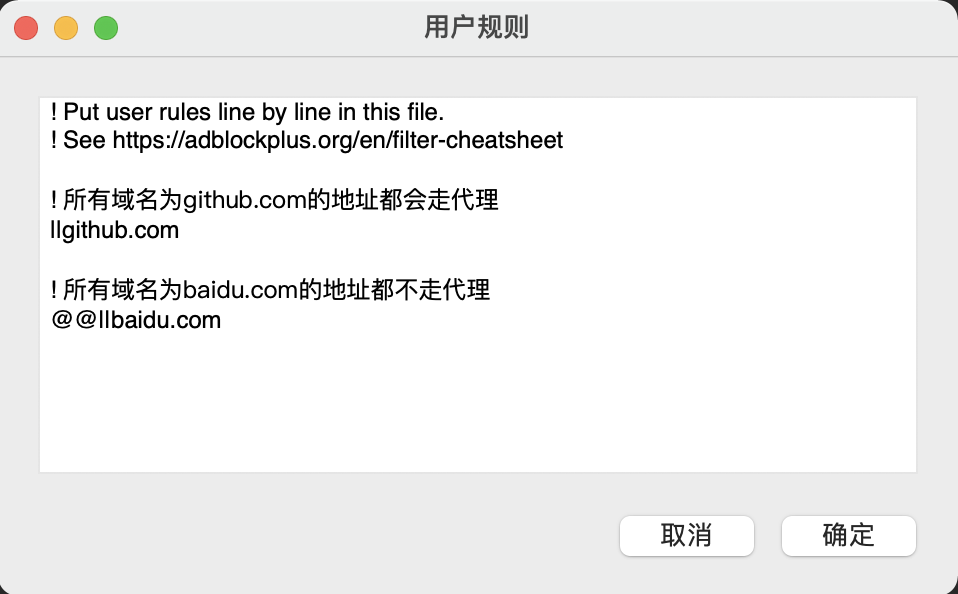 用户规则
! Put user rules line by line in this file.
! See https://adblockplus.org/en/filter-cheatsheet
! 所有域名为github.com的地址都会走代理
llgithub.com
! 所有域名为baidu.com的地址都不走代理
@@llbaidu.com
取消
确定